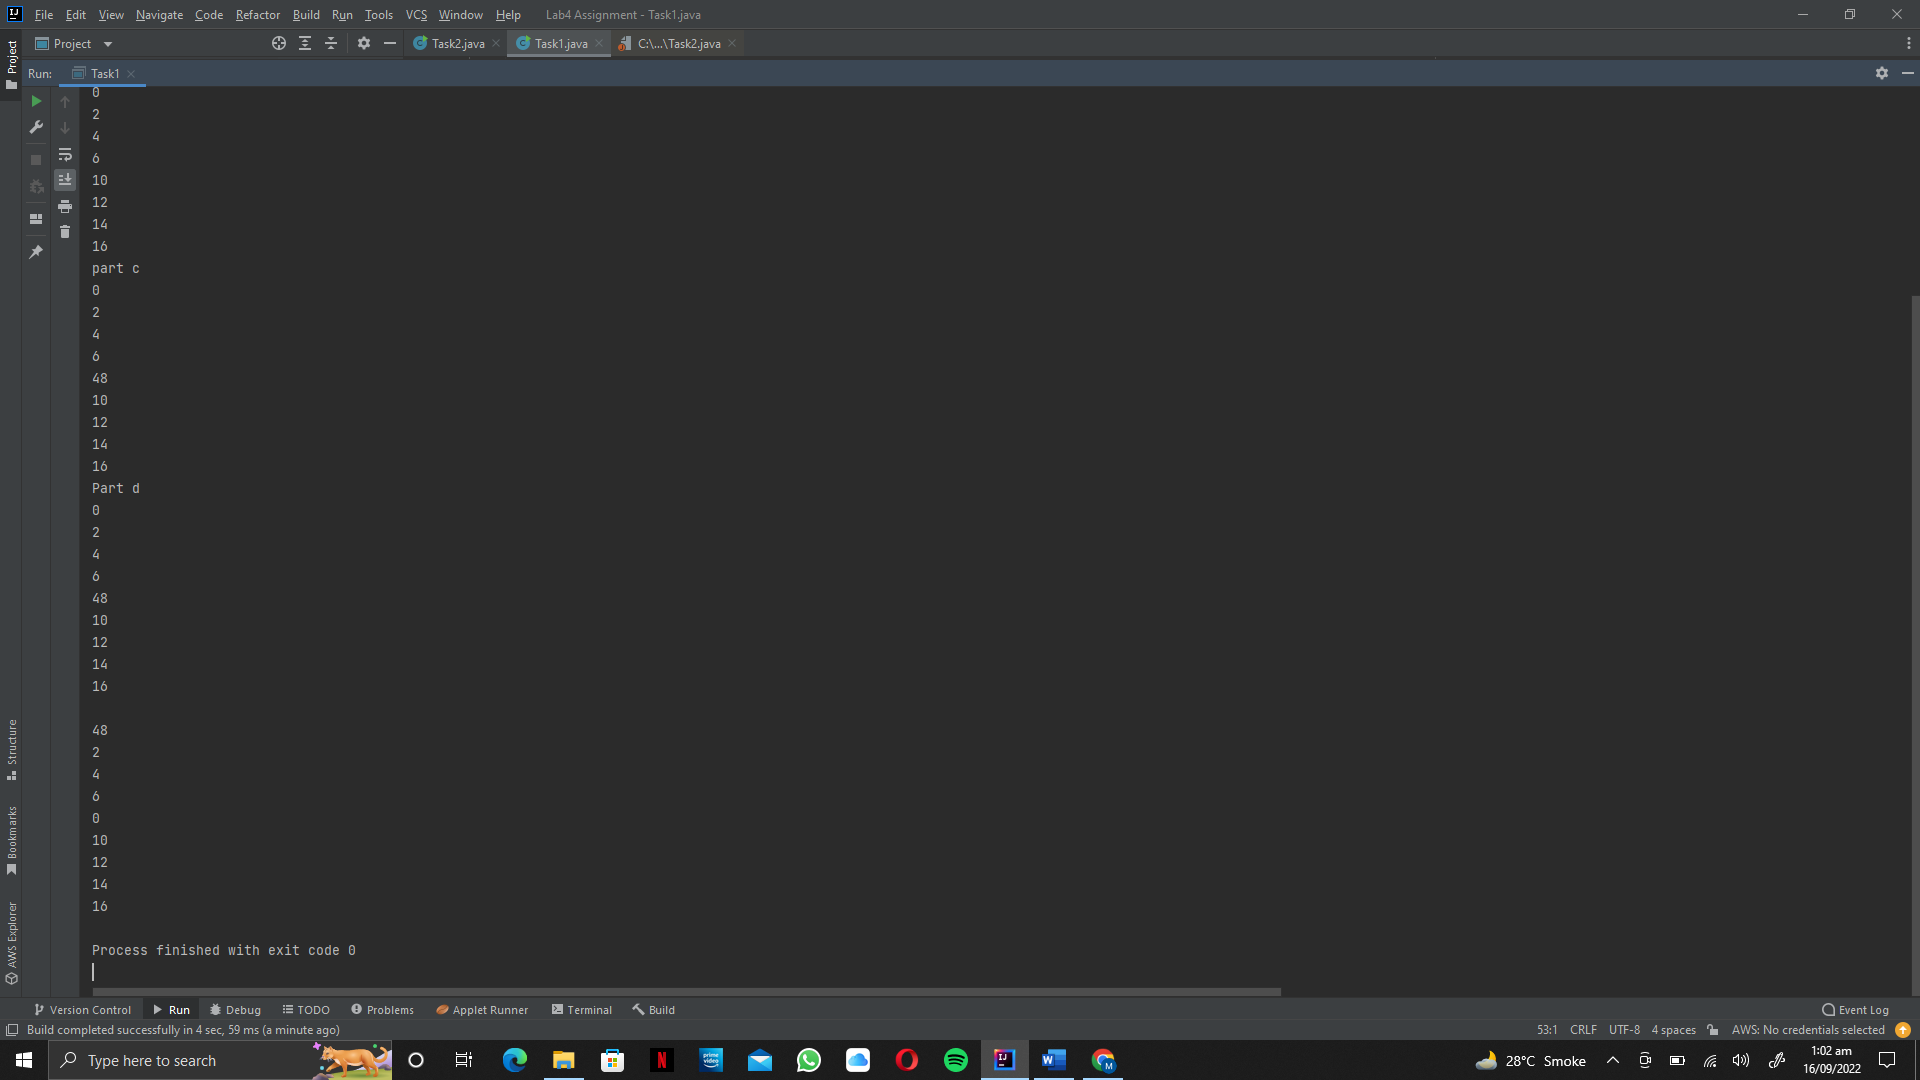 File Edit View Navigate Code Refactor Build Run Tools VCS Window Help Lab4 Assignment - Task1.java
Project Task2.java Task1.java C:\...\Task2.java
Project
Run: Task1
0
2
4
6
10
12
14
16
part c
0
2
4
6
48
10
12
14
16
Part d
0
2
4
6
48
10
12
14
16
48
2
4
6
0
10
12
14
16
Process finished with exit code 0
Structure
Bookmarks
AWS Explorer
Version Control Run Debug TODO Problems Applet Runner Terminal Build Event Log
Build completed successfully in 4 sec, 59 ms (a minute ago) 53:1 CRLF UTF-8 4 spaces AWS: No credentials selected
Type here to search 28°C Smoke 1:02 am
16/09/2022